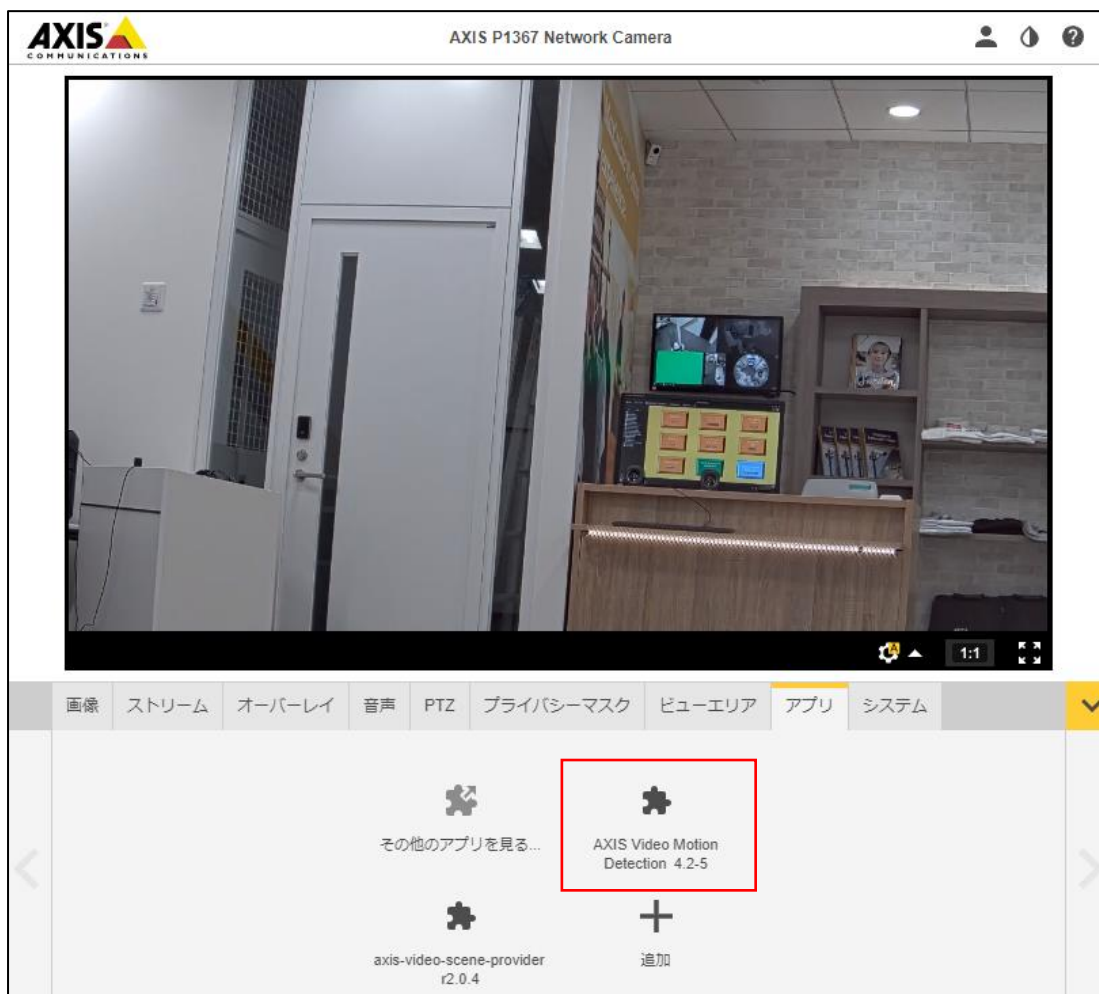 AXIS
COMMUNICATIONS
AXIS P1367 Network Camera
A
1:1
画像 ストリーム オーバーレイ 音声 PTZ プライバシーマスク ビューエリア アプリ システム
その他のアプリを見る...
AXIS Video Motion
Detection 4.2-5
axis-video-scene-provider
r2.0.4
追加